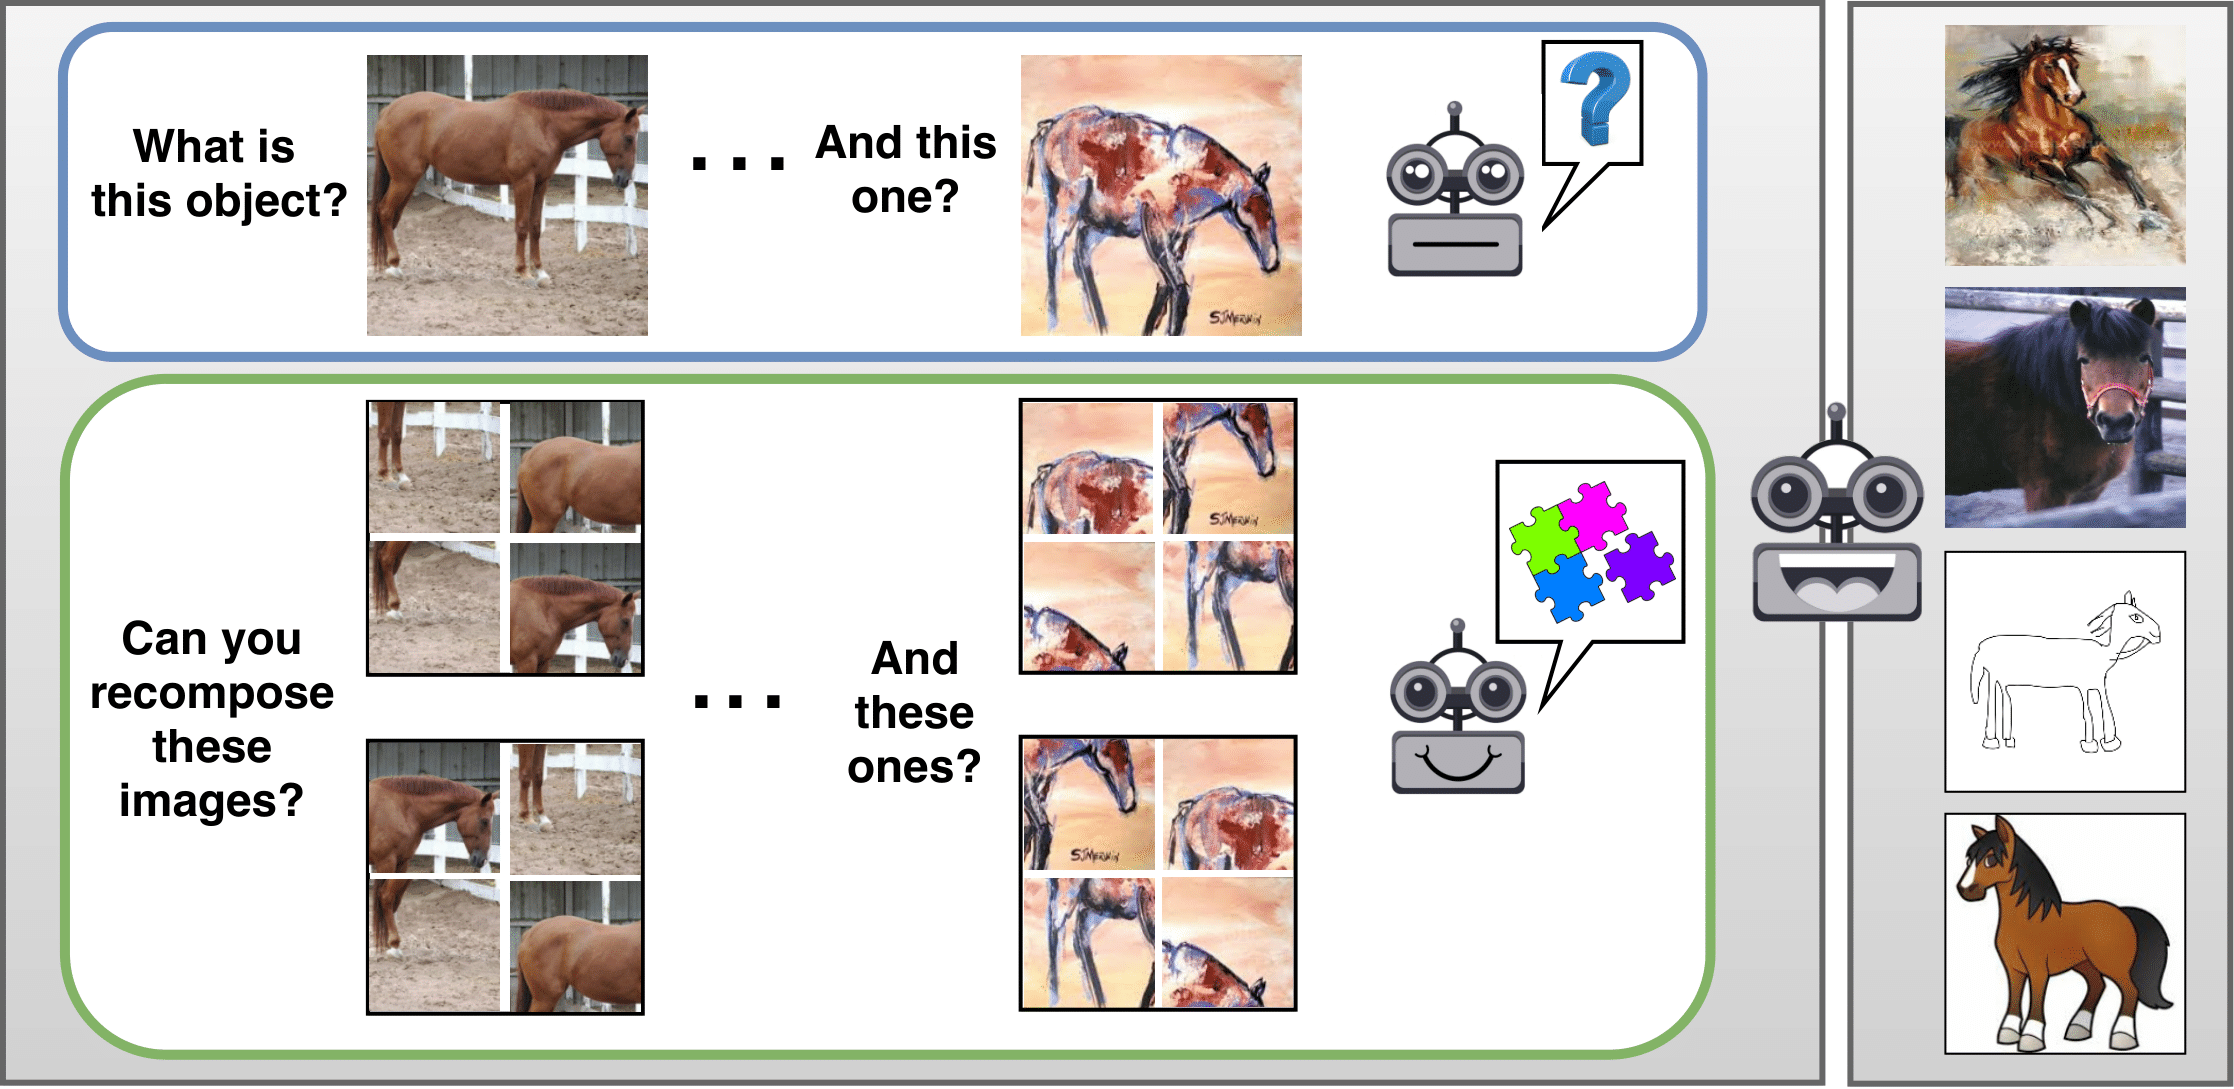 What is
this object?
And this
one?
SJMERWIN
Can you
recompose
these
images?
And
these
ones?
SJMERWIN
SJMERWIN